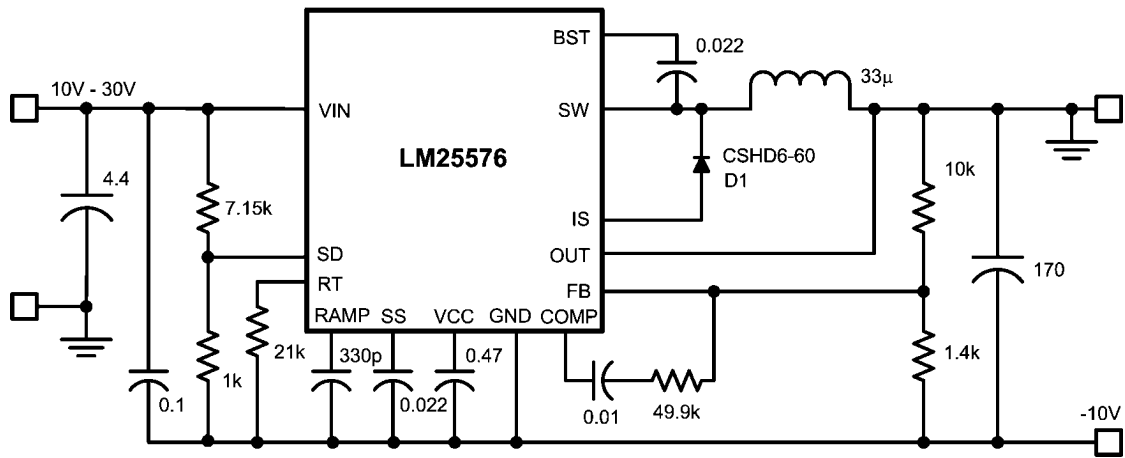 BST
0.022
10V - 30V
33μ
VIN
SW
LM25576
CSHD6-60
D1
4.4
7.15k
10k
IS
SD
OUT
170
RT
FB
RAMP
SS
VCC
GND
COMP
21k
330p
0.47
1.4k
1k
0.1
0.022
0.01
49.9k
-10V